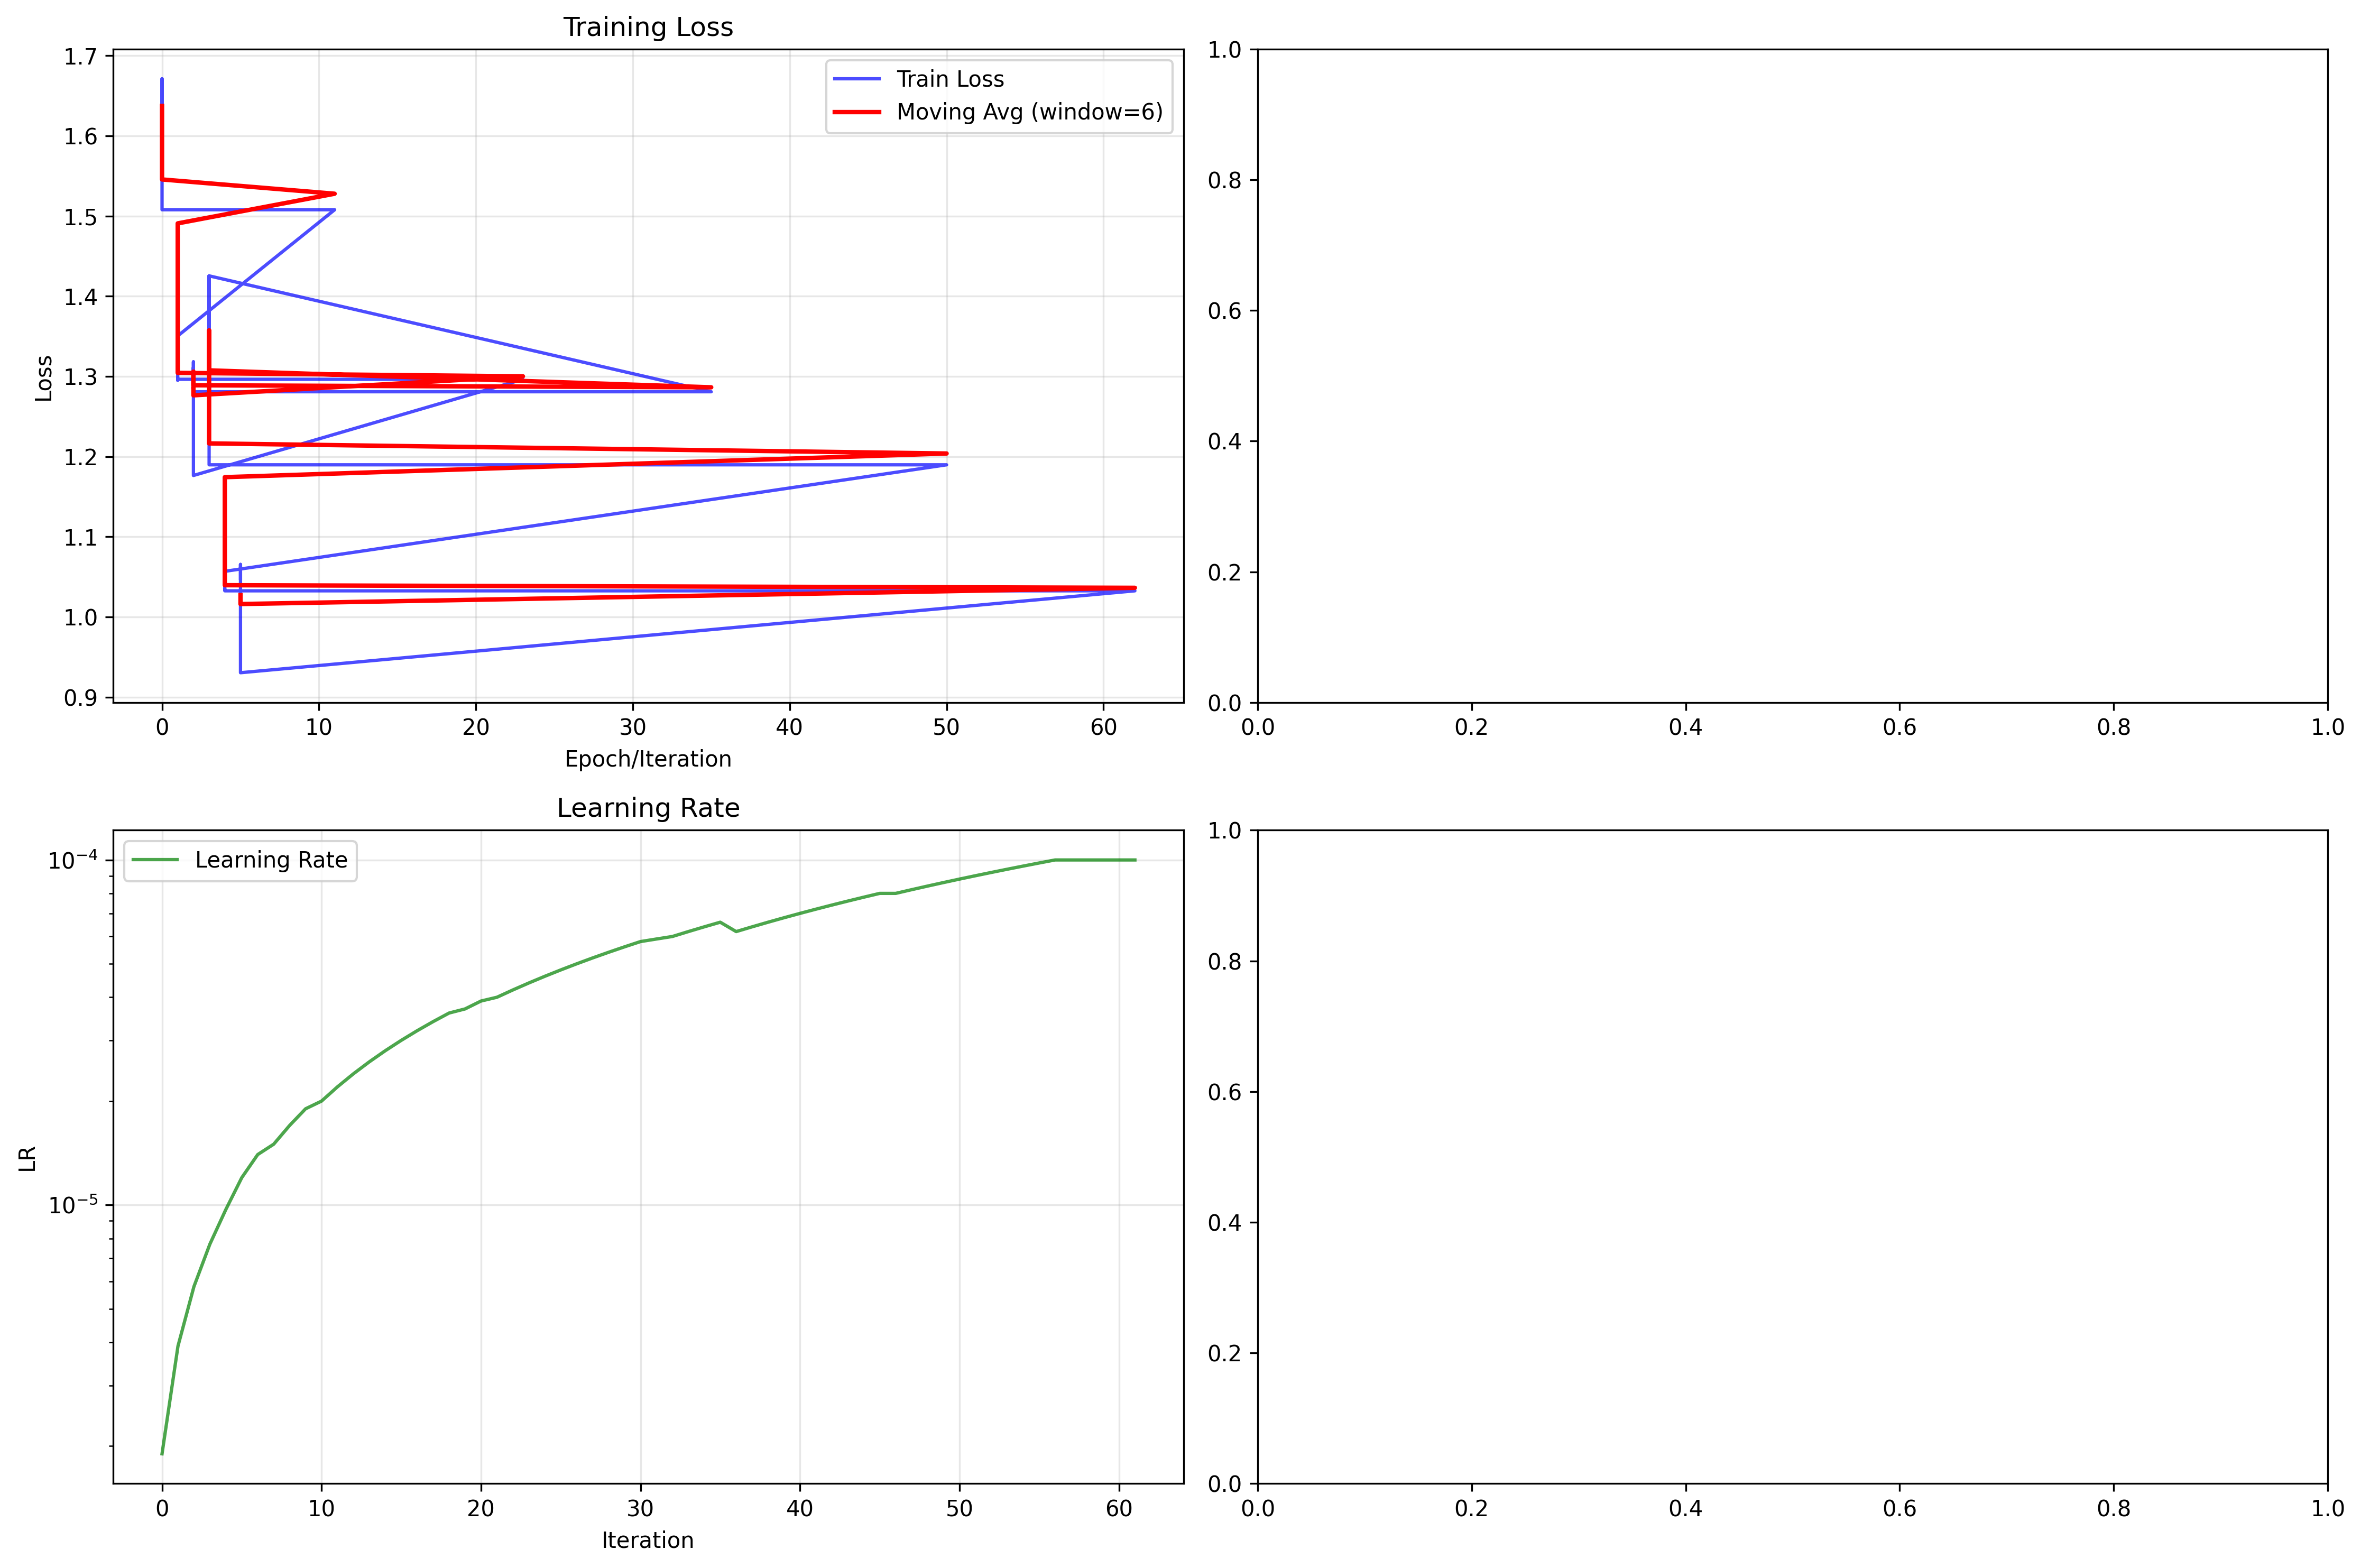 Training Loss
1.7
1.6
1.5
1.4
1.3
1.2
1.1
1.0
0.9
Loss
Train Loss
Moving Avg (window=6)
0 10 20 30 40 50 60
Epoch/Iteration
1.0
0.8
0.6
0.4
0.2
0.0
0.0 0.2 0.4 0.6 0.8 1.0
Learning Rate
10⁻⁴
10⁻⁵
LR
Learning Rate
0 10 20 30 40 50 60
Iteration
1.0
0.8
0.6
0.4
0.2
0.0
0.0 0.2 0.4 0.6 0.8 1.0